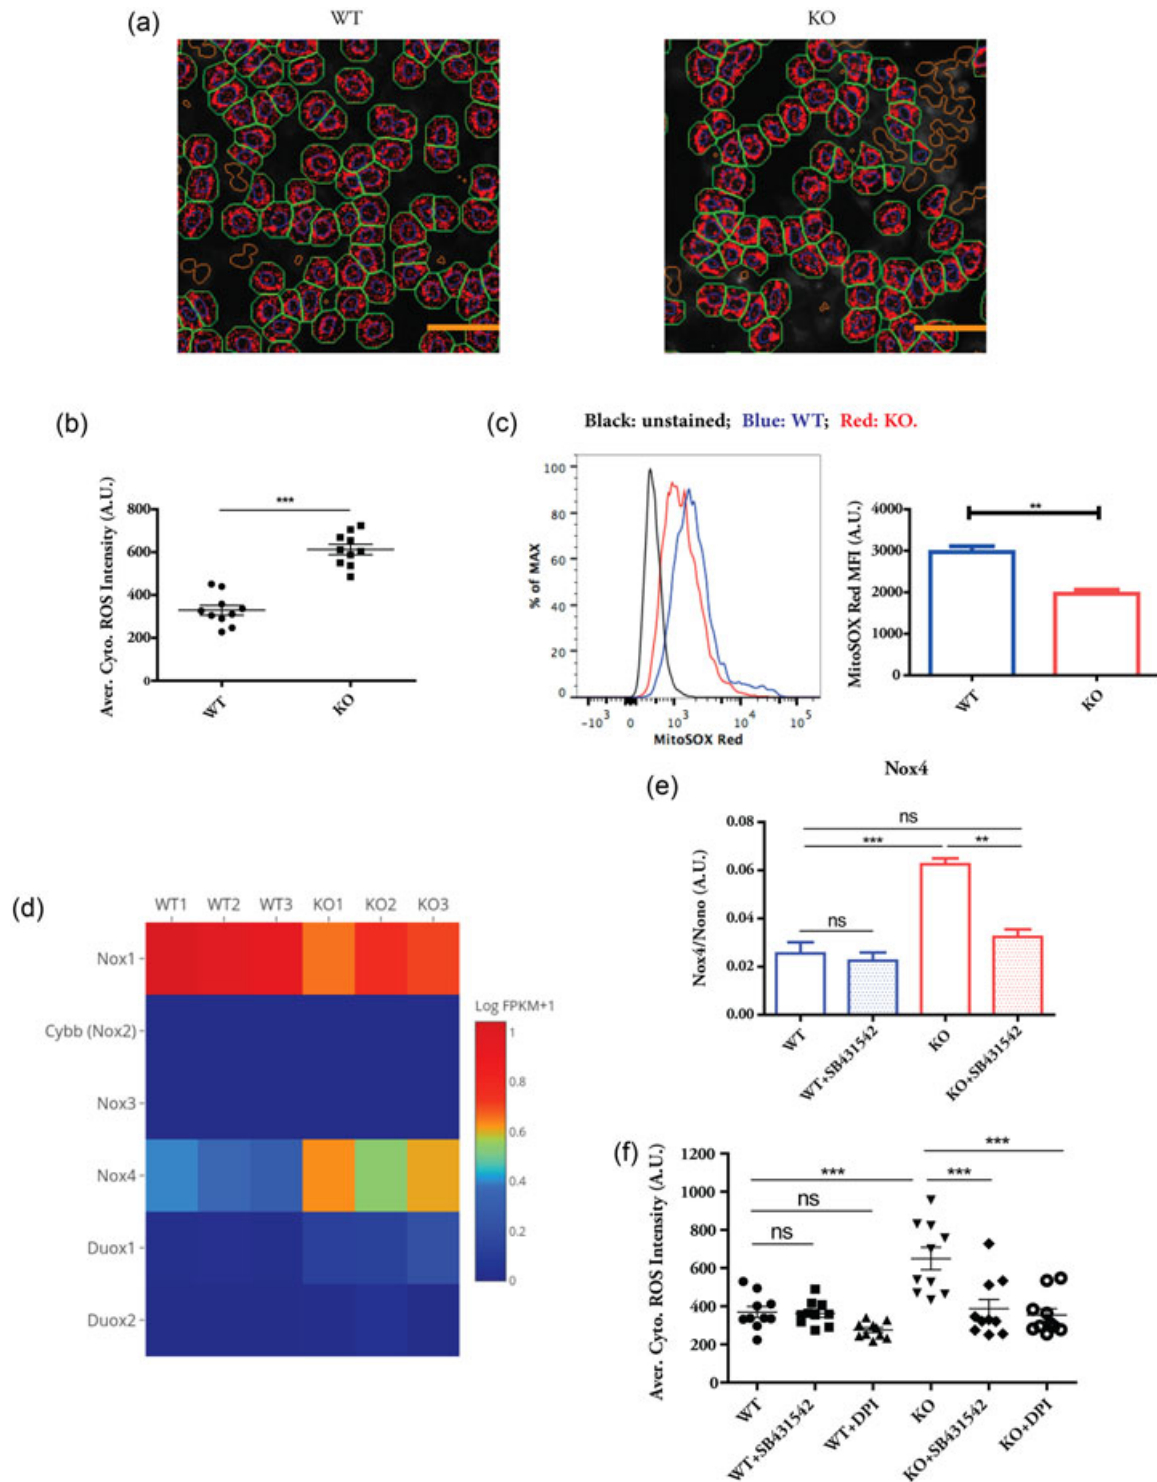 (a)
WT
KO
(b)
Aver. Cyto. ROS Intensity (A.U.)
800
600
400
200
0
***
WT
KO
(c)
Black: unstained; Blue: WT; Red: KO.
% of MAX
100
80
60
40
20
0
-10³ 0 10³ 10⁴ 10⁵
MitoSOX Red
MitoSOX Red MFI (A.U.)
4000
3000
2000
1000
0
**
WT
KO
(d)
WT1 WT2 WT3 KO1 KO2 KO3
Nox1
Cybb (Nox2)
Nox3
Nox4
Duox1
Duox2
Log FPKM+1
1
0.8
0.6
0.4
0.2
0
(e)
Nox4
Nox4/Nono (A.U.)
0.08
0.06
0.04
0.02
0.00
ns
*** **
ns
WT
WT+SB431542
KO
KO+SB431542
(f)
Aver. Cyto. ROS Intensity (A.U.)
1200
1000
800
600
400
200
0
***
*** ***
ns
ns
WT
WT+SB431542
WT+DPI
KO
KO+SB431542
KO+DPI